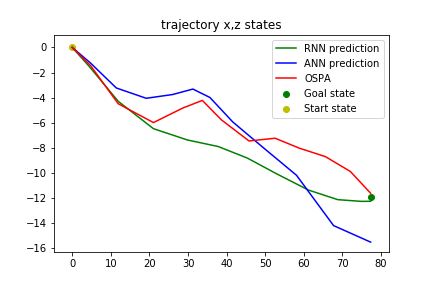 trajectory x,z states
RNN prediction
ANN prediction
OSPA
Goal state
Start state
0
−2
−4
−6
−8
−10
−12
−14
−16
0 10 20 30 40 50 60 70 80